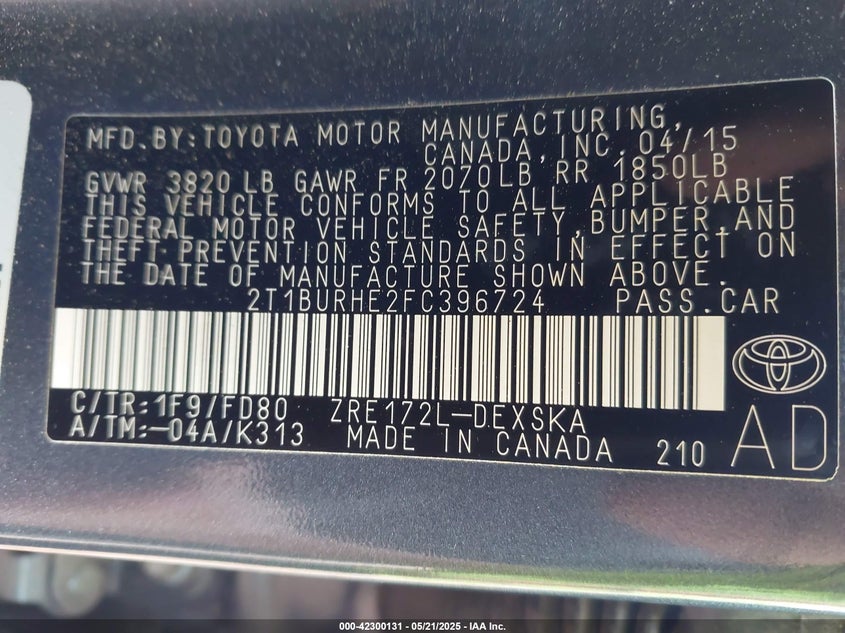 MFD.BY:TOYOTA MOTOR MANUFACTURING,
CANADA, INC. 04/15
GVWR 3820 LB GAWR FR 2070LB RR 1850LB
THIS VEHICLE CONFORMS TO ALL APPLICABLE
FEDERAL MOTOR VEHICLE SAFETY, BUMPER, AND
THEFT PREVENTION STANDARDS IN EFFECT ON
THE DATE OF MANUFACTURE SHOWN ABOVE.
2T1BURHE2FC396724 PASS.CAR
C/TR:1F9/FD80 ZRE172L-DEXSKA
A/TM:-04A/K313 MADE IN CANADA 210
AD
000-42300131 - 05/21/2025 - IAA Inc.